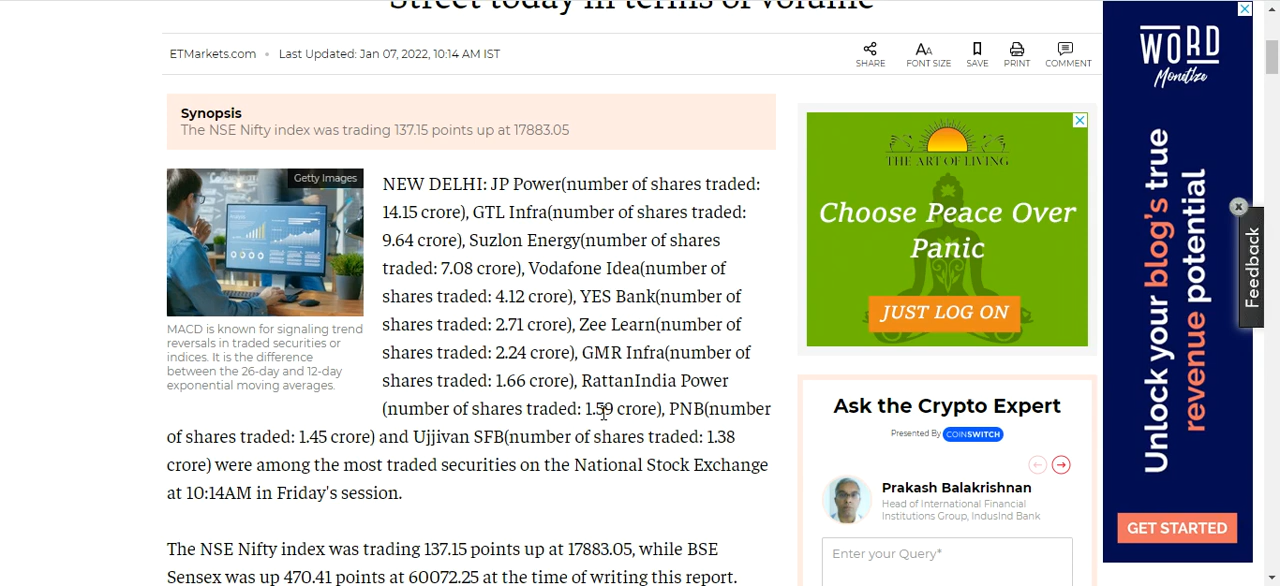 Street today in terms of volume
ETMarkets.com • Last Updated: Jan 07, 2022, 10:14 AM IST
SHARE
FONT SIZE
SAVE
PRINT
COMMENT
Synopsis
The NSE Nifty index was trading 137.15 points up at 17883.05
Getty Images
MACD is known for signaling trend
reversals in traded securities or
indices. It is the difference
between the 26-day and 12-day
exponential moving averages.
NEW DELHI: JP Power(number of shares traded:
14.15 crore), GTL Infra(number of shares traded:
9.64 crore), Suzlon Energy(number of shares
traded: 7.08 crore), Vodafone Idea(number of
shares traded: 4.12 crore), YES Bank(number of
shares traded: 2.71 crore), Zee Learn(number of
shares traded: 2.24 crore), GMR Infra(number of
shares traded: 1.66 crore), RattanIndia Power
(number of shares traded: 1.59 crore), PNB(number
of shares traded: 1.45 crore) and Ujjivan SFB(number of shares traded: 1.38
crore) were among the most traded securities on the National Stock Exchange
at 10:14AM in Friday's session.
The NSE Nifty index was trading 137.15 points up at 17883.05, while BSE
Sensex was up 470.41 points at 60072.25 at the time of writing this report.
THE ART OF LIVING
Choose Peace Over
Panic
JUST LOG ON
Ask the Crypto Expert
Presented By COINSWITCH
Prakash Balakrishnan
Head of International Financial
Institutions Group, IndusInd Bank
Enter your Query*
WORD
Monetize
Unlock your blog's true
revenue potential
GET STARTED
Feedback